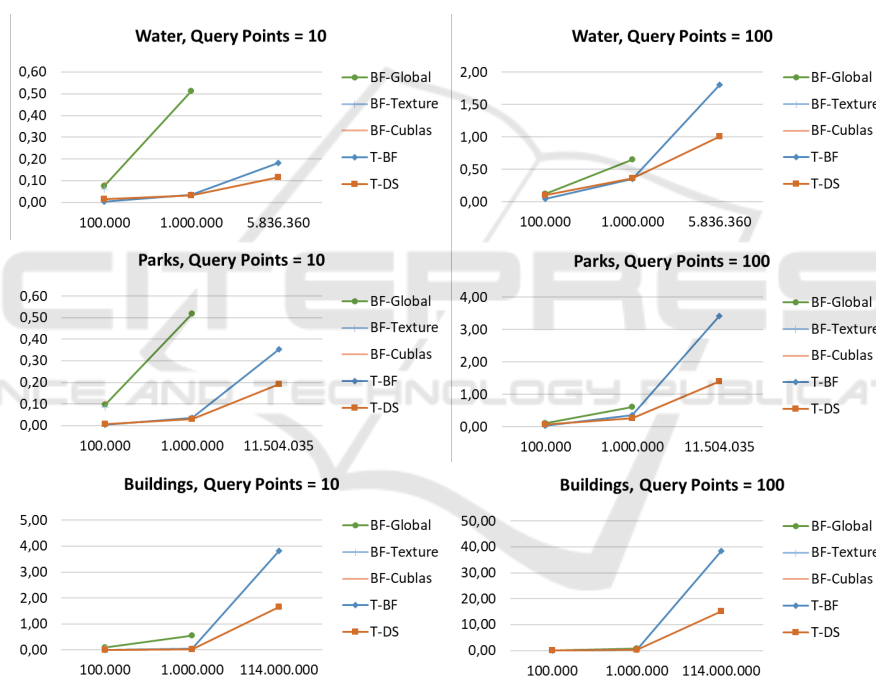 Water, Query Points = 10
0,60
0,50
0,40
0,30
0,20
0,10
0,00
100.000 1.000.000 5.836.360
BF-Global
BF-Texture
BF-Cublas
T-BF
T-DS
Water, Query Points = 100
2,00
1,50
1,00
0,50
0,00
100.000 1.000.000 5.836.360
BF-Global
BF-Texture
BF-Cublas
T-BF
T-DS
Parks, Query Points = 10
0,60
0,50
0,40
0,30
0,20
0,10
0,00
100.000 1.000.000 11.504.035
BF-Global
BF-Texture
BF-Cublas
T-BF
T-DS
Parks, Query Points = 100
4,00
3,00
2,00
1,00
0,00
100.000 1.000.000 11.504.035
BF-Global
BF-Texture
BF-Cublas
T-BF
T-DS
Buildings, Query Points = 10
5,00
4,00
3,00
2,00
1,00
0,00
100.000 1.000.000 114.000.000
BF-Global
BF-Texture
BF-Cublas
T-BF
T-DS
Buildings, Query Points = 100
50,00
40,00
30,00
20,00
10,00
0,00
100.000 1.000.000 114.000.000
BF-Global
BF-Texture
BF-Cublas
T-BF
T-DS
CITEPRES
NCE AND TECHNOLOGY PUBLICAT